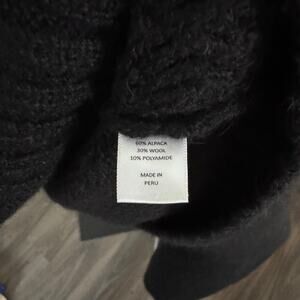 60% ALPACA
30% WOOL
10% POLYAMIDE
MADE IN
PERU